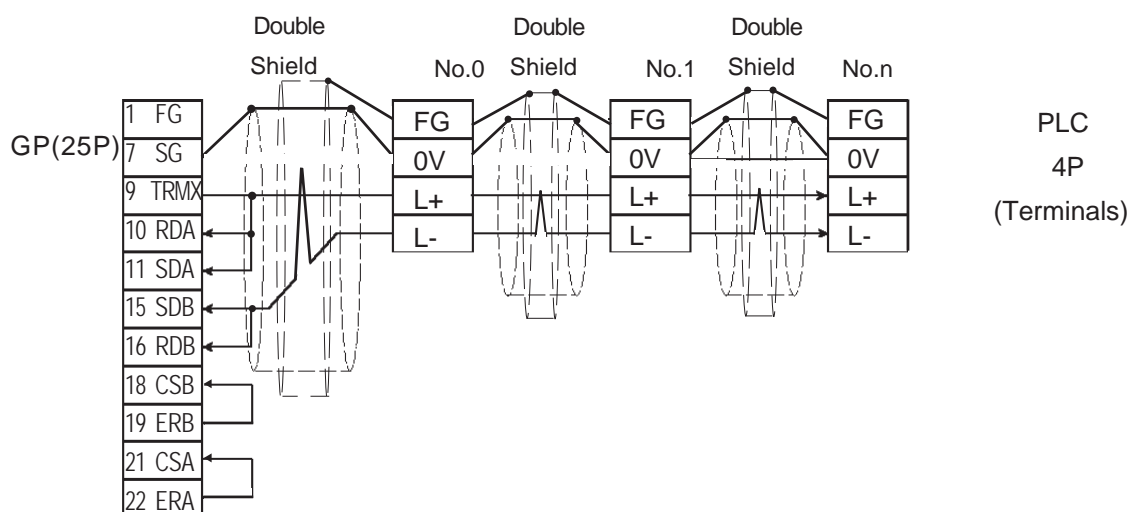 Double Double Double
Shield No.0 Shield No.1 Shield No.n
GP(25P)
1 FG
7 SG
9 TRMX
10 RDA
11 SDA
15 SDB
16 RDB
18 CSB
19 ERB
21 CSA
22 ERA
FG
0V
L+
L-
FG
0V
L+
L-
FG
0V
L+
L-
PLC
4P
(Terminals)